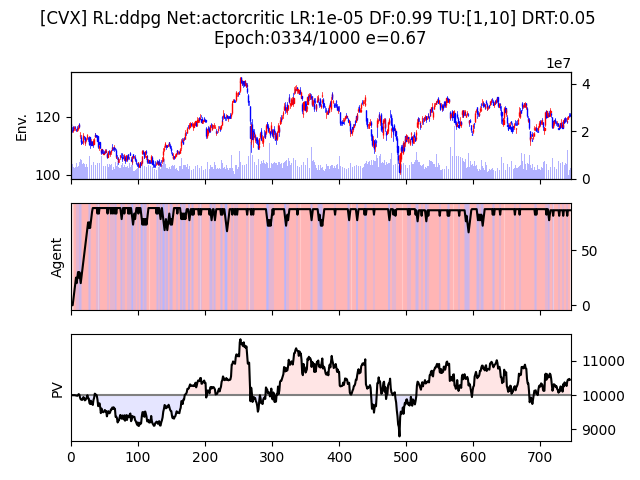 [CVX] RL:ddpg Net:actorcritic LR:1e-05 DF:0.99 TU:[1,10] DRT:0.05
Epoch:0334/1000 e=0.67
1e7
Env.
120
100
4
2
0
Agent
50
0
PV
11000
10000
9000
0 100 200 300 400 500 600 700